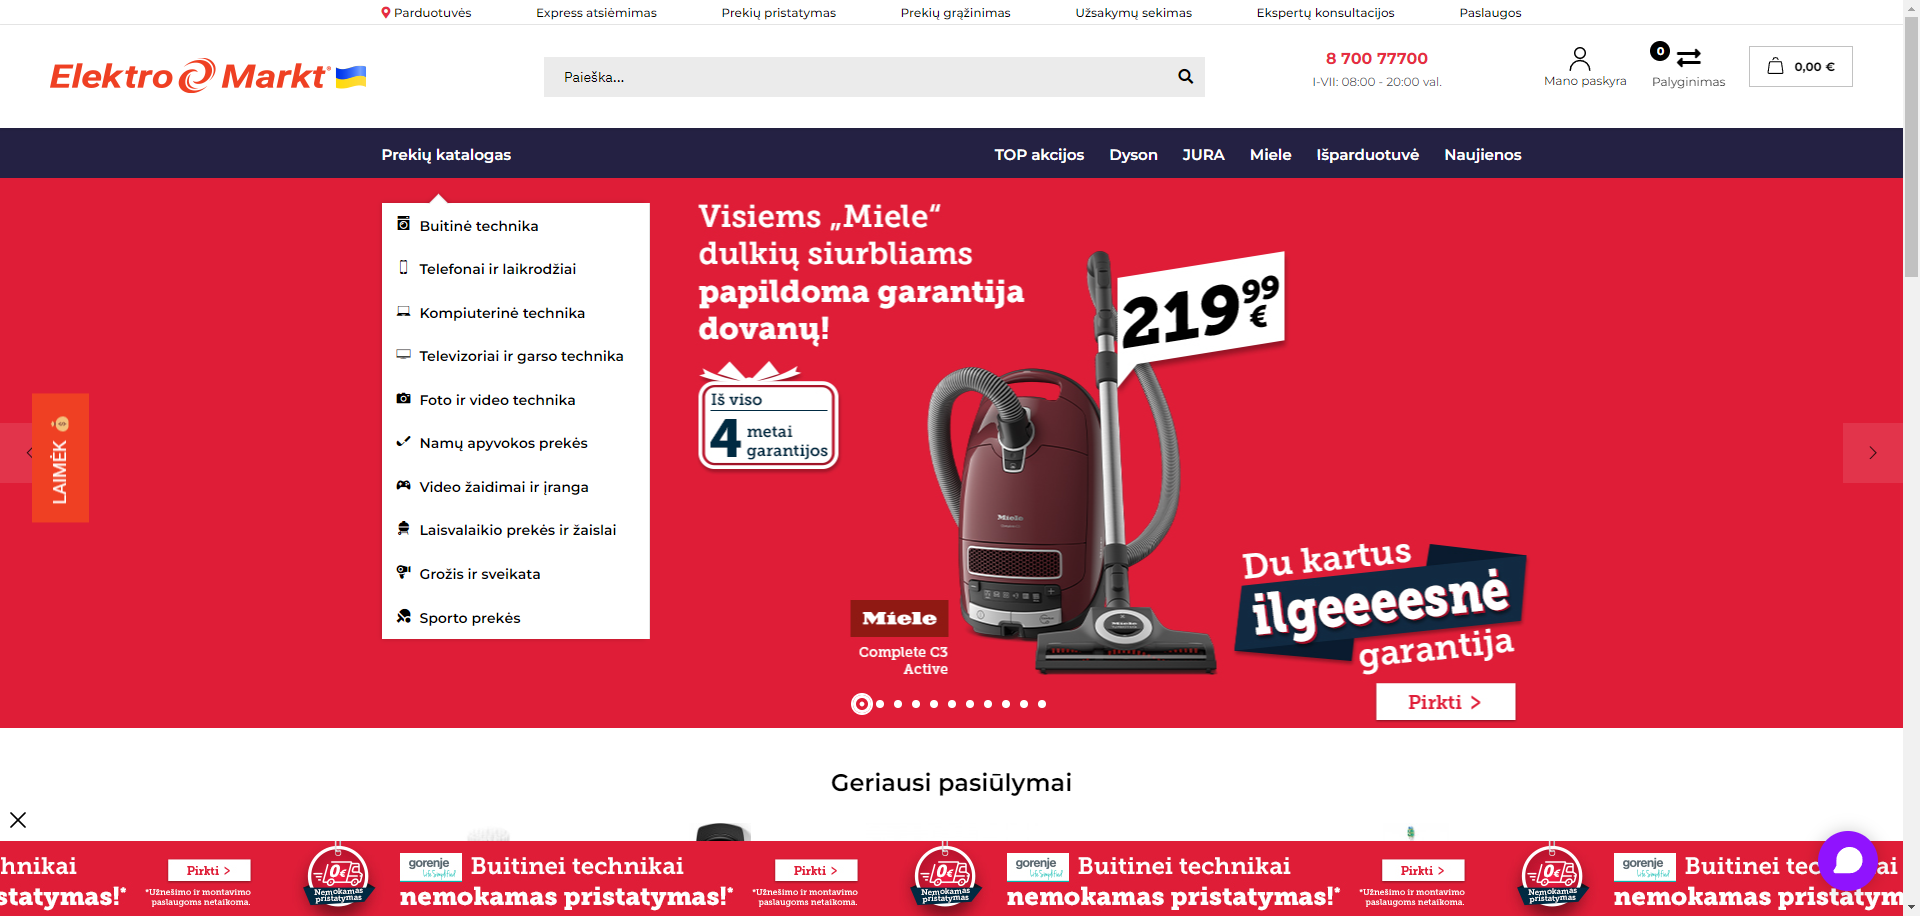 Parduotuvės Express atsiėmimas Prekių pristatymas Prekių grąžinimas Užsakymų sekimas Ekspertų konsultacijos Paslaugos
Elektro Markt
Paieška...
8 700 77700
I-VII: 08:00 - 20:00 val.
Mano paskyra
0
Palyginimas
0,00 €
Prekių katalogas TOP akcijos Dyson JURA Miele Išparduotuvė Naujienos
Buitinė technika
Telefonai ir laikrodžiai
Kompiuterinė technika
Televizoriai ir garso technika
Foto ir video technika
Namų apyvokos prekės
Video žaidimai ir įranga
Laisvalaikio prekės ir žaislai
Grožis ir sveikata
Sporto prekės
LAIMĖK
Visiems „Miele“
dulkių siurbliams
papildoma garantija
dovanų!
Iš viso
4 metai
garantijos
219 99 €
Miele
Miele
Complete C3
Active
Du kartus
ilgeeeesnė
garantija
Pirkti >
Geriausi pasiūlymai
hnikai
statymas!*
Pirkti >
*Užnešimo ir montavimo
paslaugoms netaikoma.
0€
Nemokamas
pristatymas
gorenje
Life Simplified
Buitinei technikai
nemokamas pristatymas!*
Pirkti >
*Užnešimo ir montavimo
paslaugoms netaikoma.
0€
Nemokamas
pristatymas
gorenje
Life Simplified
Buitinei technikai
nemokamas pristatymas!*
Pirkti >
*Užnešimo ir montavimo
paslaugoms netaikoma.
0€
Nemokamas
pristatymas
gorenje
Life Simplified
Buitinei tec ai
nemokamas pristatym